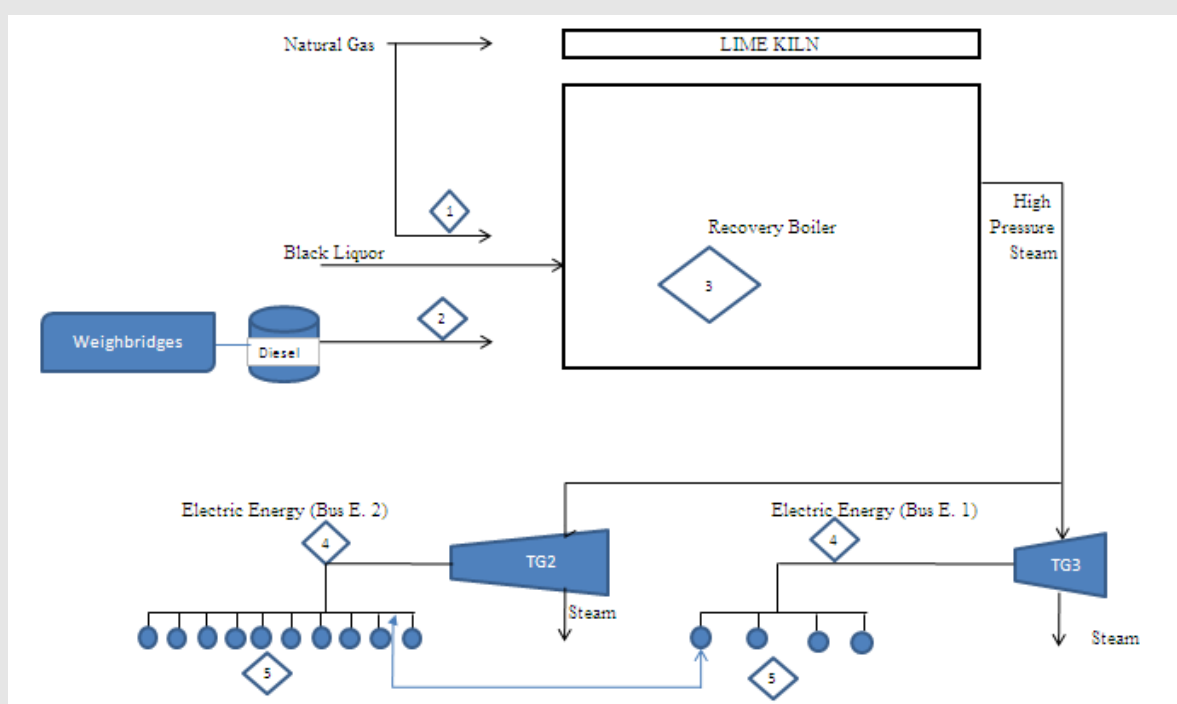 Natural Gas
LIME KILN
1
High
Pressure
Steam
Recovery Boiler
Black Liquor
3
2
Weighbridges
Diesel
Electric Energy (Bus E. 2)
Electric Energy (Bus E. 1)
4
4
TG2
TG3
Steam
Steam
5
5